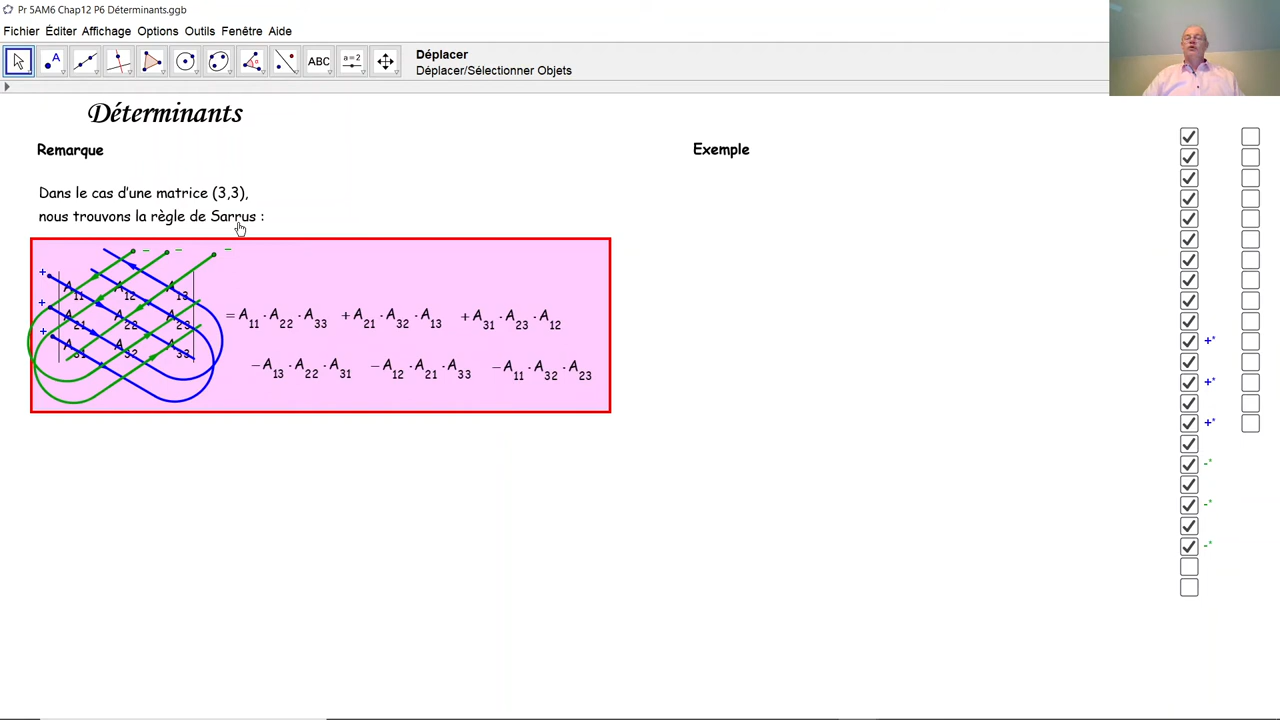 Pr 5AM6 Chap12 P6 Déterminants.ggb
Fichier Éditer Affichage Options Outils Fenêtre Aide
A ABC a=2 Déplacer
Déplacer/Sélectionner Objets
Déterminants
Remarque
Exemple
Dans le cas d'une matrice (3,3),
nous trouvons la règle de Sarrus :
− − −
+ A11 A12 A13
+ A21 A22 A23 = A11 · A22 · A33 + A21 · A32 · A13 + A31 · A23 · A12
+ A31 A32 A33 − A13 · A22 · A31 − A12 · A21 · A33 − A11 · A32 · A23
+*
+*
+*
-*
-*
-*